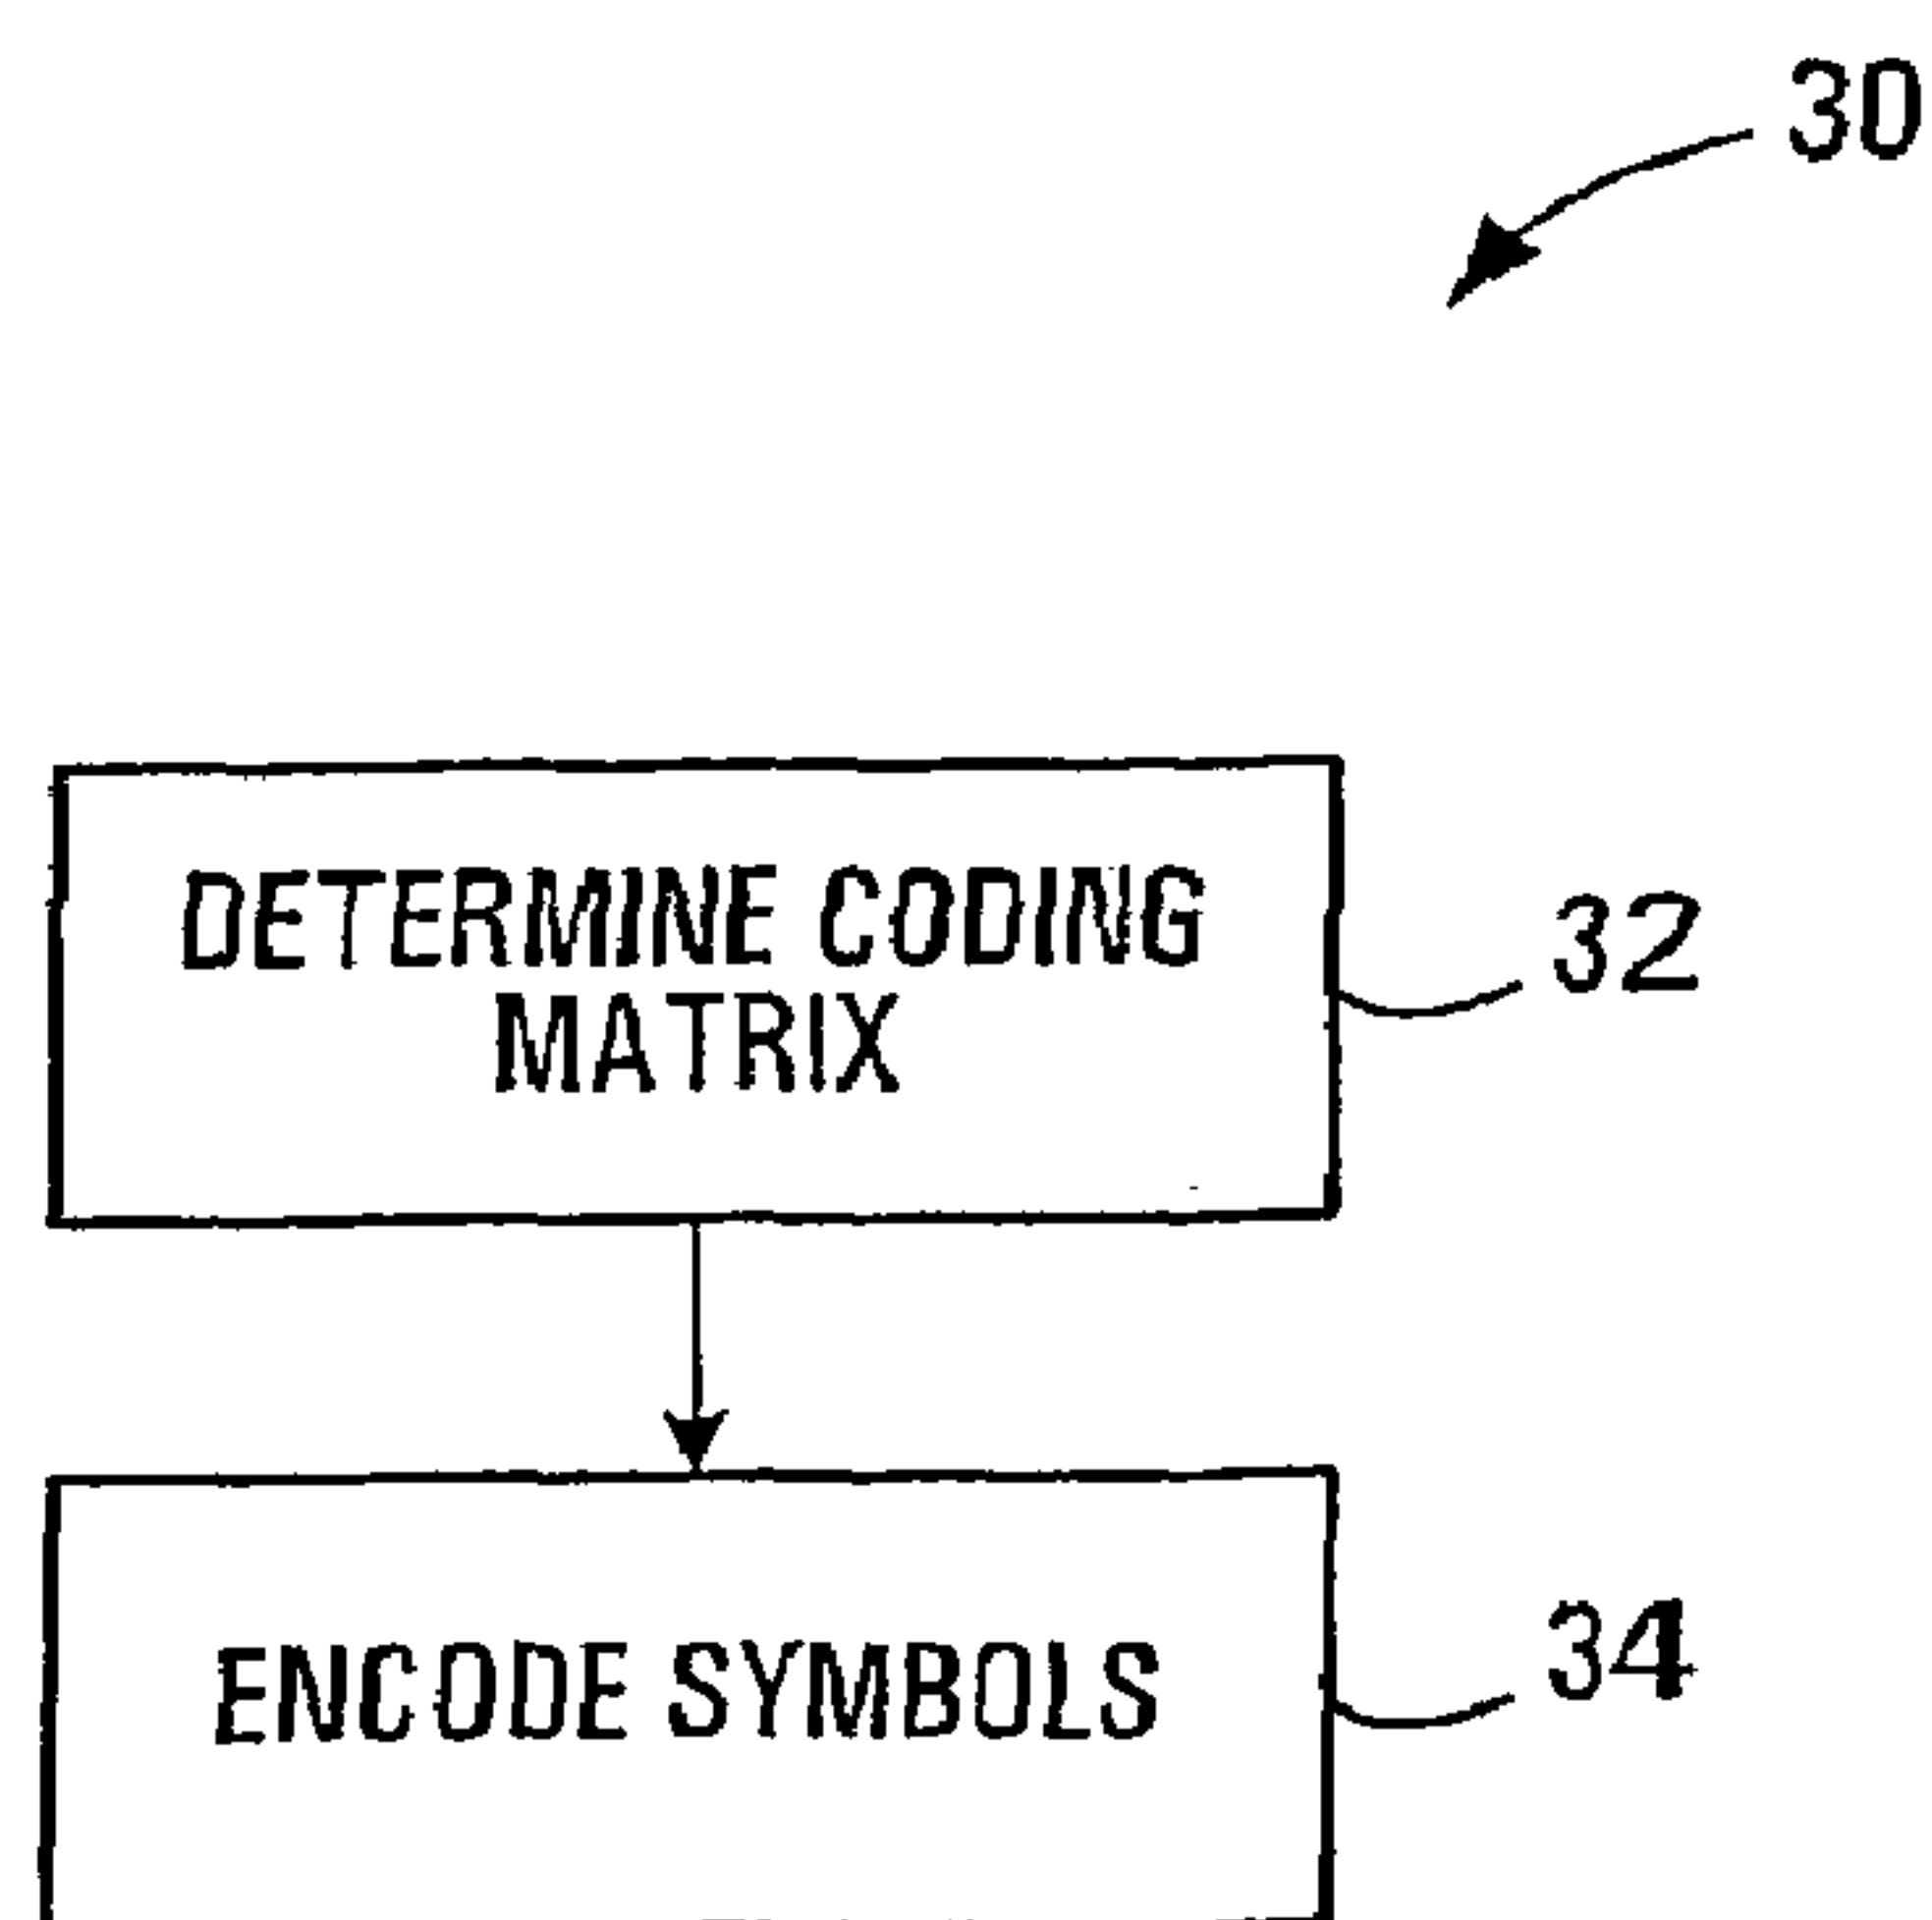 30
DETERMINE CODING
MATRIX
32
ENCODE SYMBOLS
34